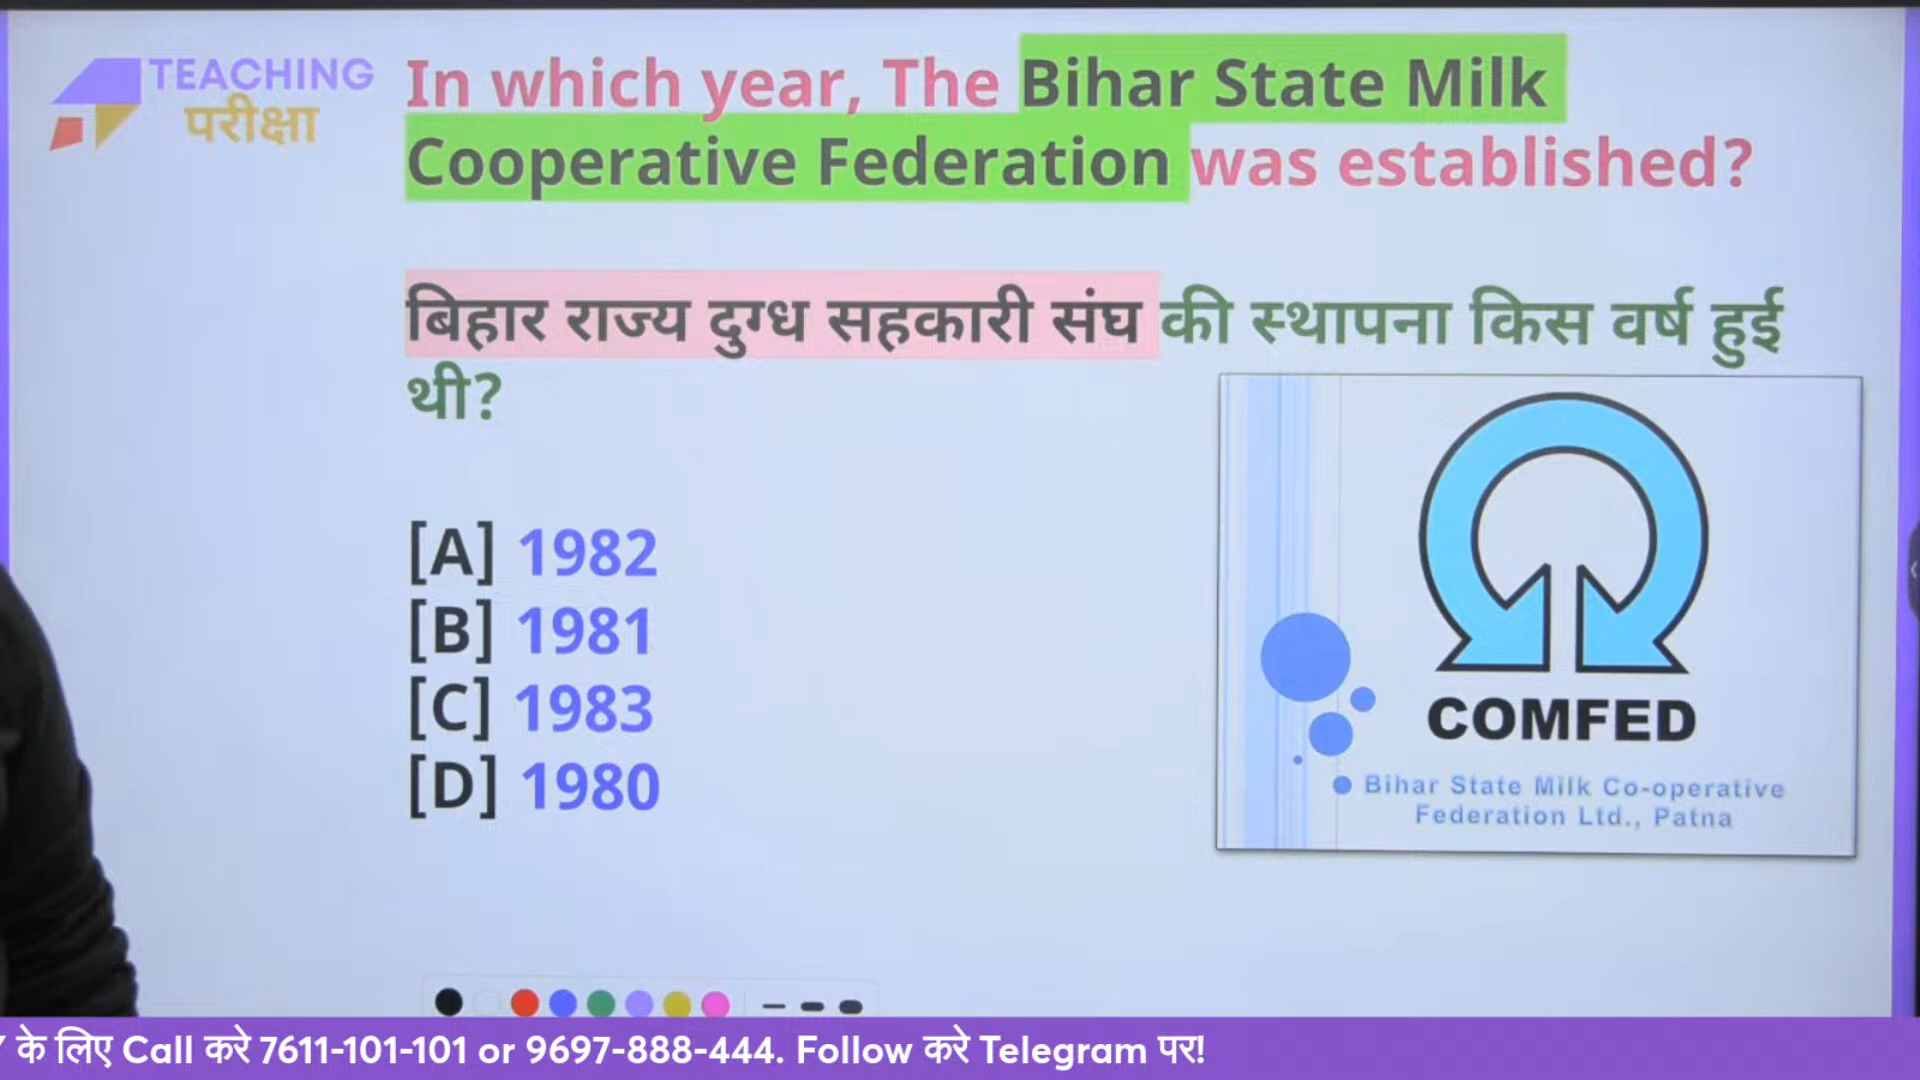 TEACHING
परीक्षा
In which year, The Bihar State Milk
Cooperative Federation was established?
बिहार राज्य दुग्ध सहकारी संघ की स्थापना किस वर्ष हुई
थी?
[A] 1982
[B] 1981
[C] 1983
[D] 1980
COMFED
Bihar State Milk Co-operative
Federation Ltd., Patna
के लिए Call करे 7611-101-101 or 9697-888-444. Follow करे Telegram पर!